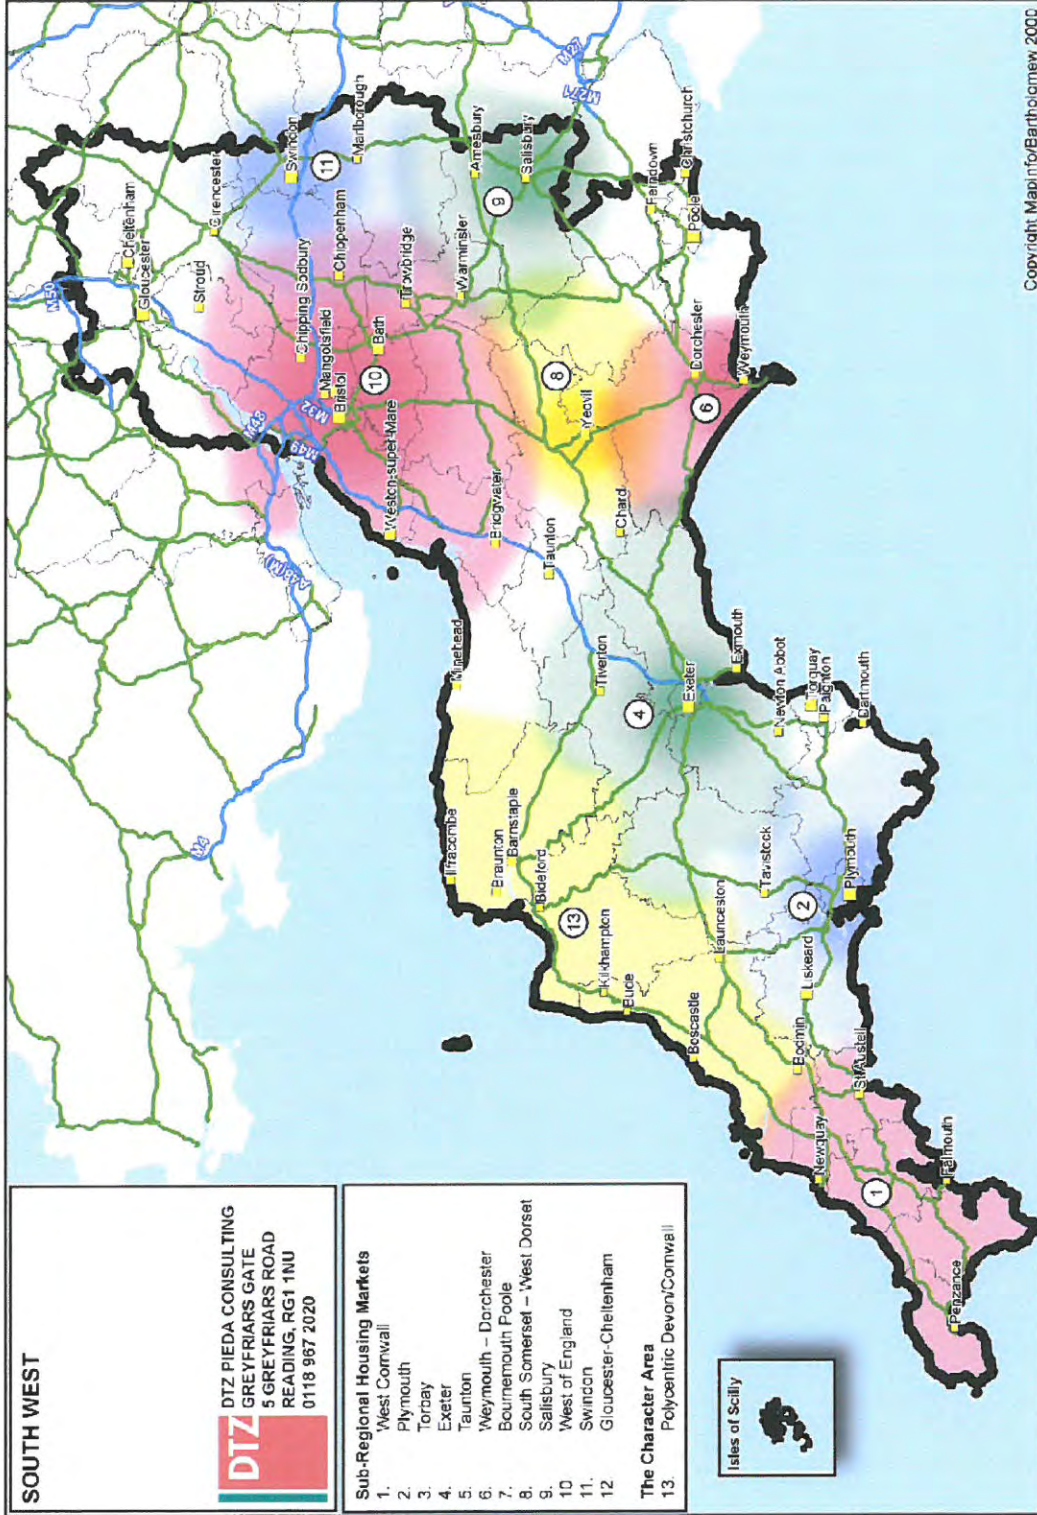 SOUTH WEST
DTZ
DTZ PIEDA CONSULTING
GREYFRIARS GATE
5 GREYFRIARS ROAD
READING, RG1 1NU
0118 967 2020
Sub-Regional Housing Markets
1. West Cornwall
2. Plymouth
3. Torbay
4. Exeter
5. Taunton
6. Weymouth – Dorchester
7. Bournemouth Poole
8. South Somerset – West Dorset
9. Salisbury
10 West of England
11. Swindon
12 Gloucester-Cheltenham
The Character Area
13. Polycentric Devon/Cornwall
Isles of Scilly
M50
Cheltenham
Gloucester
Stroud
Cirencester
Swindon
11
Marlborough
Chipping Sodbury
Chippenham
M48
M49
M32
Mangotsfield
Bristol
Bath
10
Trowbridge
Warminster
Amesbury
9
Salisbury
M27
M271
A48(M)
M4
Weston-super-Mare
Bridgwater
Minehead
Taunton
8
Yeovil
Chard
Ferndown
Christchurch
Poole
Dorchester
Weymouth
6
Ilfracombe
Braunton
Barnstaple
Bideford
13
Tiverton
4
Exeter
Exmouth
Kilkhampton
Bude
Boscastle
Launceston
Tavistock
Newton Abbot
Torquay
Paignton
Dartmouth
2
Plymouth
Liskeard
Bodmin
St Austell
Newquay
1
Falmouth
Penzance
Copyright MapInfo/Bartholomew 2000